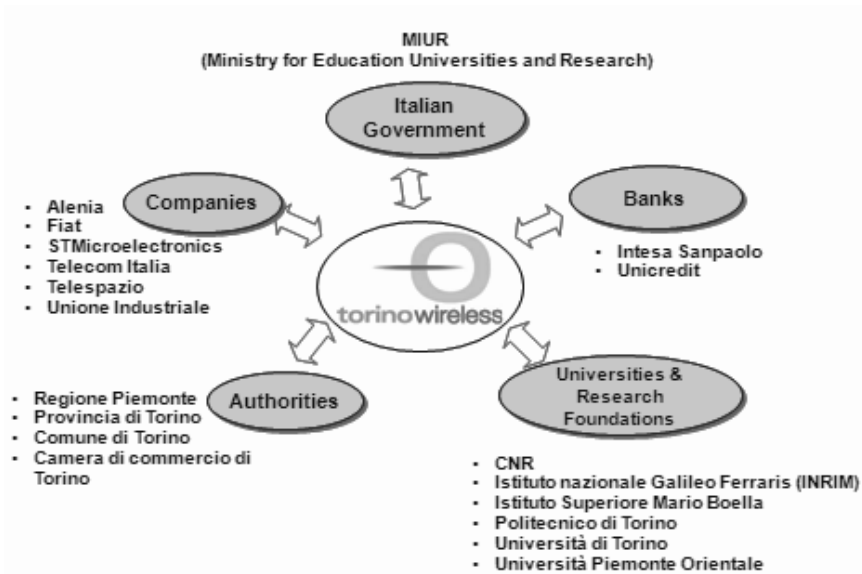 MIUR
(Ministry for Education Universities and Research)
Italian
Government
Companies
• Alenia
• Fiat
• STMicroelectronics
• Telecom Italia
• Telespazio
• Unione Industriale
Banks
• Intesa Sanpaolo
• Unicredit
torinowireless
Authorities
• Regione Piemonte
• Provincia di Torino
• Comune di Torino
• Camera di commercio di
Torino
Universities &
Research
Foundations
• CNR
• Istituto nazionale Galileo Ferraris (INRIM)
• Istituto Superiore Mario Boella
• Politecnico di Torino
• Università di Torino
• Università Piemonte Orientale